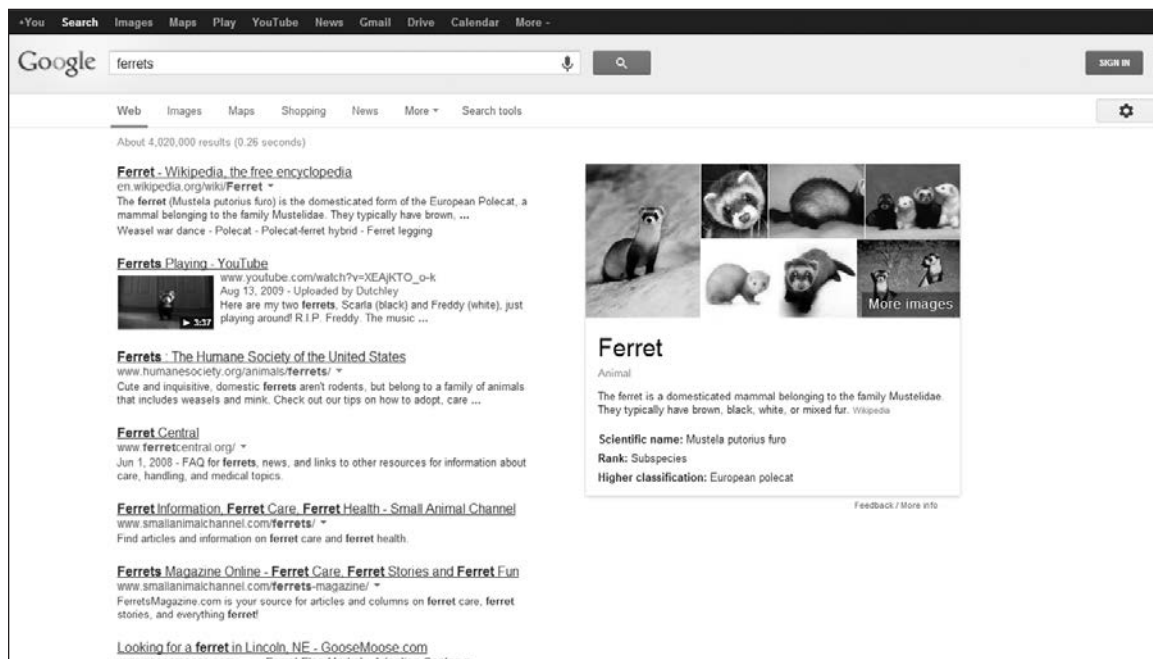 +You Search Images Maps Play YouTube News Gmail Drive Calendar More -
Google ferrets SIGN IN
Web Images Maps Shopping News More Search tools
About 4,020,000 results (0.26 seconds)
Ferret - Wikipedia, the free encyclopedia
en.wikipedia.org/wiki/Ferret
The ferret (Mustela putorius furo) is the domesticated form of the European Polecat, a
mammal belonging to the family Mustelidae. They typically have brown, ...
Weasel war dance - Polecat - Polecat-ferret hybrid - Ferret legging
Ferrets Playing - YouTube
www.youtube.com/watch?v=XEAjKTO_o-k
Aug 13, 2009 - Uploaded by Dutchley
Here are my two ferrets, Scarla (black) and Freddy (white), just
playing around! R.I.P. Freddy. The music ...
3:37
Ferrets : The Humane Society of the United States
www.humanesociety.org/animals/ferrets/
Cute and inquisitive, domestic ferrets aren't rodents, but belong to a family of animals
that includes weasels and mink. Check out our tips on how to adopt, care ...
Ferret Central
www.ferretcentral.org/
Jun 1, 2008 - FAQ for ferrets, news, and links to other resources for information about
care, handling, and medical topics.
Ferret Information, Ferret Care, Ferret Health - Small Animal Channel
www.smallanimalchannel.com/ferrets/
Find articles and information on ferret care and ferret health.
Ferrets Magazine Online - Ferret Care, Ferret Stories and Ferret Fun
www.smallanimalchannel.com/ferrets-magazine/
FerretsMagazine.com is your source for articles and columns on ferret care, ferret
stories, and everything ferret!
Looking for a ferret in Lincoln, NE - GooseMoose.com
More images
Ferret
Animal
The ferret is a domesticated mammal belonging to the family Mustelidae.
They typically have brown, black, white, or mixed fur. Wikipedia
Scientific name: Mustela putorius furo
Rank: Subspecies
Higher classification: European polecat
Feedback / More info